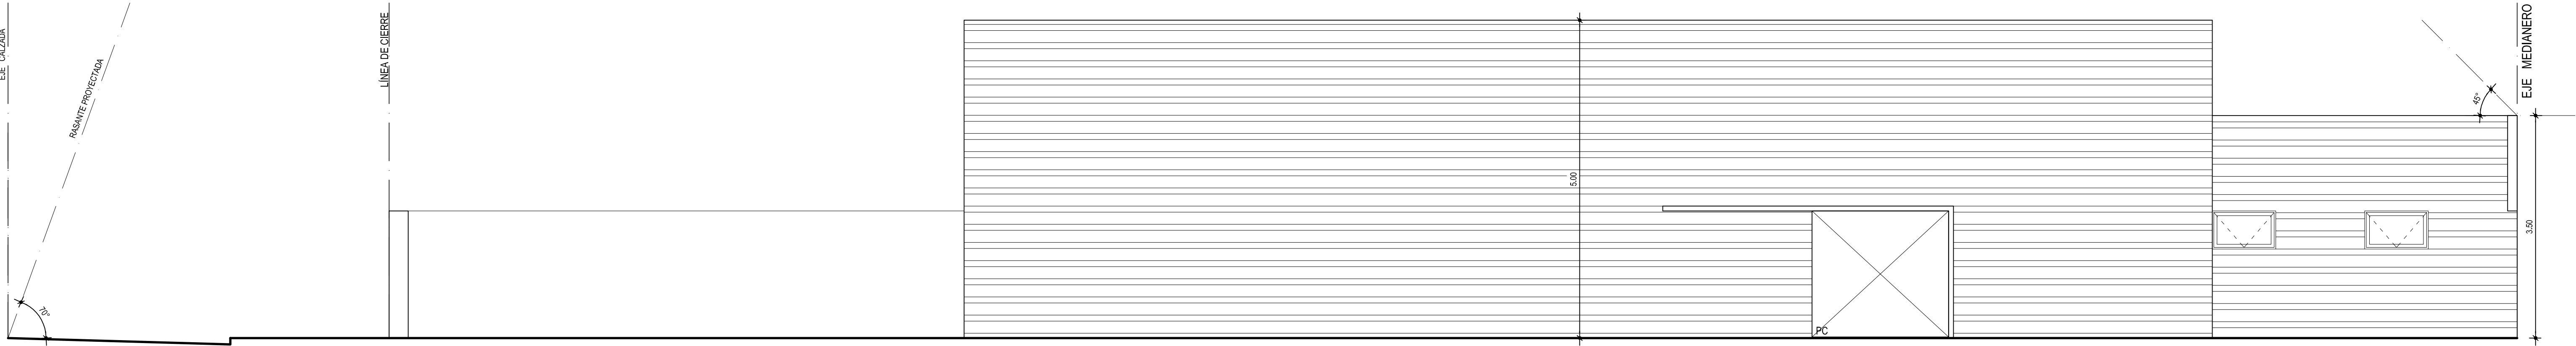 EJE CALZADA
RASANTE PROYECTADA
70°
LÍNEA DE CIERRE
5.00
PC
45°
EJE MEDIANERO
3.50